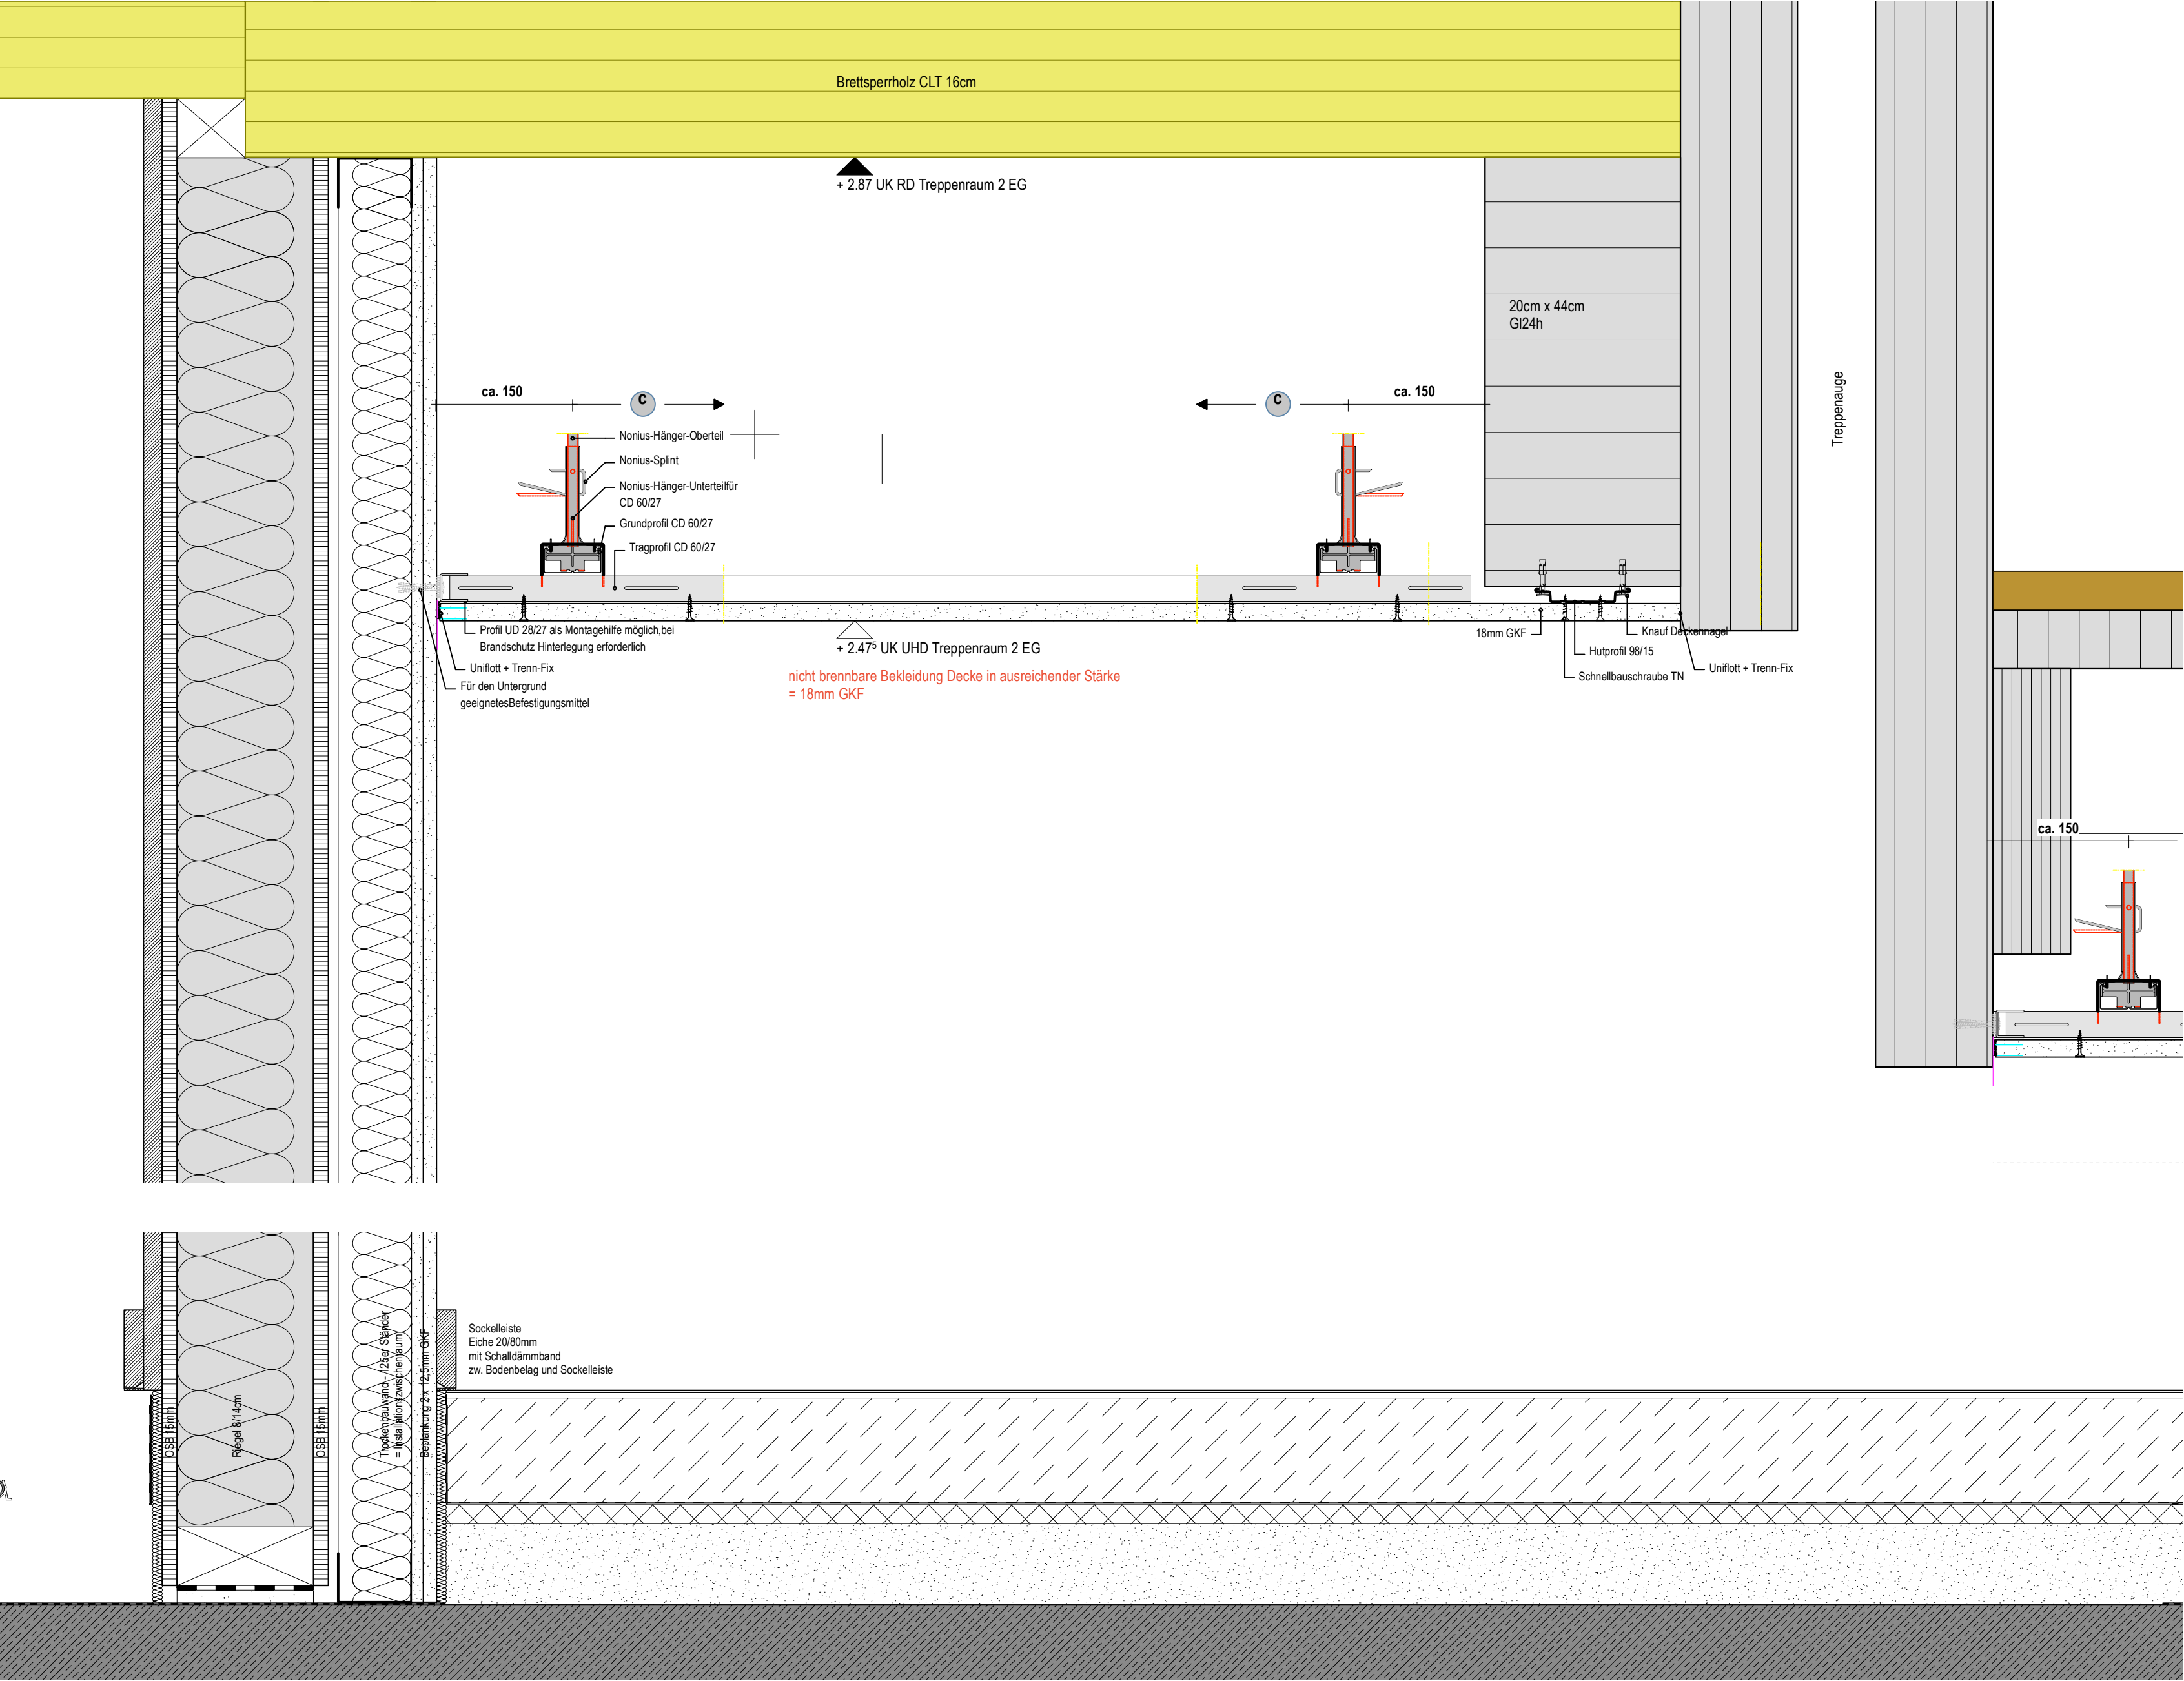 Brettsperrholz CLT 16cm
+ 2.87 UK RD Treppenraum 2 EG
20cm x 44cm
Gl24h
Treppenauge
ca. 150
C
C
ca. 150
Nonius-Hänger-Oberteil
Nonius-Splint
Nonius-Hänger-Unterteilfür
CD 60/27
Grundprofil CD 60/27
Tragprofil CD 60/27
Profil UD 28/27 als Montagehilfe möglich,bei
Brandschutz Hinterlegung erforderlich
Uniflott + Trenn-Fix
Für den Untergrund
geeignetesBefestigungsmittel
+ 2.47⁵ UK UHD Treppenraum 2 EG
nicht brennbare Bekleidung Decke in ausreichender Stärke
= 18mm GKF
18mm GKF
Knauf Deckennagel
Hutprofil 98/15
Schnellbauschraube TN
Uniflott + Trenn-Fix
ca. 150
Sockelleiste
Eiche 20/80mm
mit Schalldämmband
zw. Bodenbelag und Sockelleiste
OSB 15mm
Riegel 8/14cm
OSB 15mm
Trockenbauwand - 125er Ständer
= Installationszwischenraum
Beplankung 2 x 12,5mm GKF